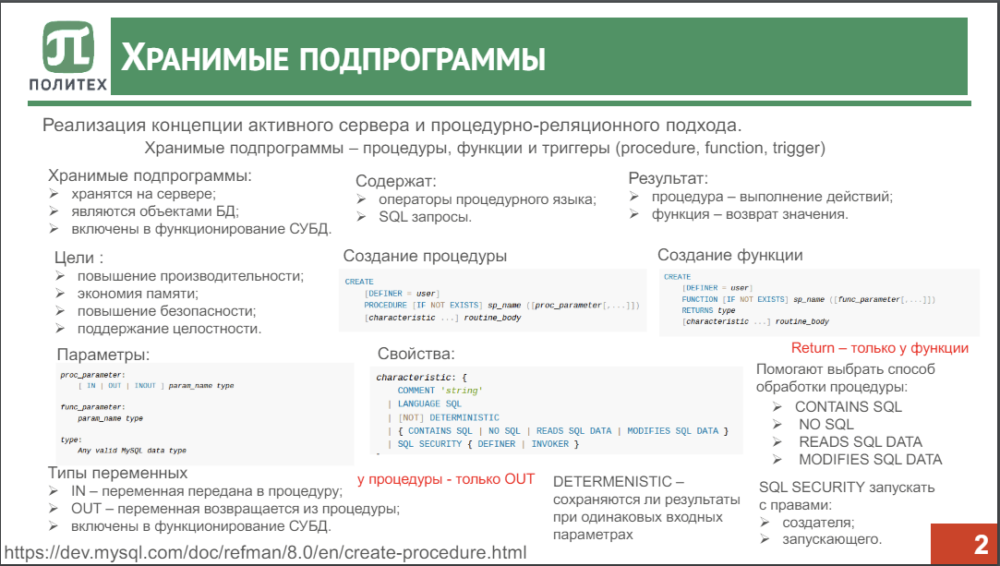 ПОЛИТЕХ
ХРАНИМЫЕ ПОДПРОГРАММЫ
Реализация концепции активного сервера и процедурно-реляционного подхода.
Хранимые подпрограммы – процедуры, функции и триггеры (procedure, function, trigger)
Хранимые подпрограммы:
хранятся на сервере;
являются объектами БД;
включены в функционирование СУБД.
Содержат:
операторы процедурного языка;
SQL запросы.
Результат:
процедура – выполнение действий;
функция – возврат значения.
Цели :
повышение производительности;
экономия памяти;
повышение безопасности;
поддержание целостности.
Создание процедуры
CREATE
[DEFINER = user]
PROCEDURE [IF NOT EXISTS] sp_name ([proc_parameter[,...]])
[characteristic ...] routine_body
Создание функции
CREATE
[DEFINER = user]
FUNCTION [IF NOT EXISTS] sp_name ([func_parameter[,...]])
RETURNS type
[characteristic ...] routine_body
Return – только у функции
Параметры:
proc_parameter:
[ IN | OUT | INOUT ] param_name type
func_parameter:
param_name type
type:
Any valid MySQL data type
Свойства:
characteristic: {
COMMENT 'string'
| LANGUAGE SQL
| [NOT] DETERMINISTIC
| { CONTAINS SQL | NO SQL | READS SQL DATA | MODIFIES SQL DATA }
| SQL SECURITY { DEFINER | INVOKER }
Помогают выбрать способ
обработки процедуры:
CONTAINS SQL
NO SQL
READS SQL DATA
MODIFIES SQL DATA
Типы переменных
IN – переменная передана в процедуру;
OUT – переменная возвращается из процедуры;
включены в функционирование СУБД.
у процедуры - только OUT
DETERMENISTIC –
сохраняются ли результаты
при одинаковых входных
параметрах
SQL SECURITY запускать
с правами:
создателя;
запускающего.
https://dev.mysql.com/doc/refman/8.0/en/create-procedure.html
2